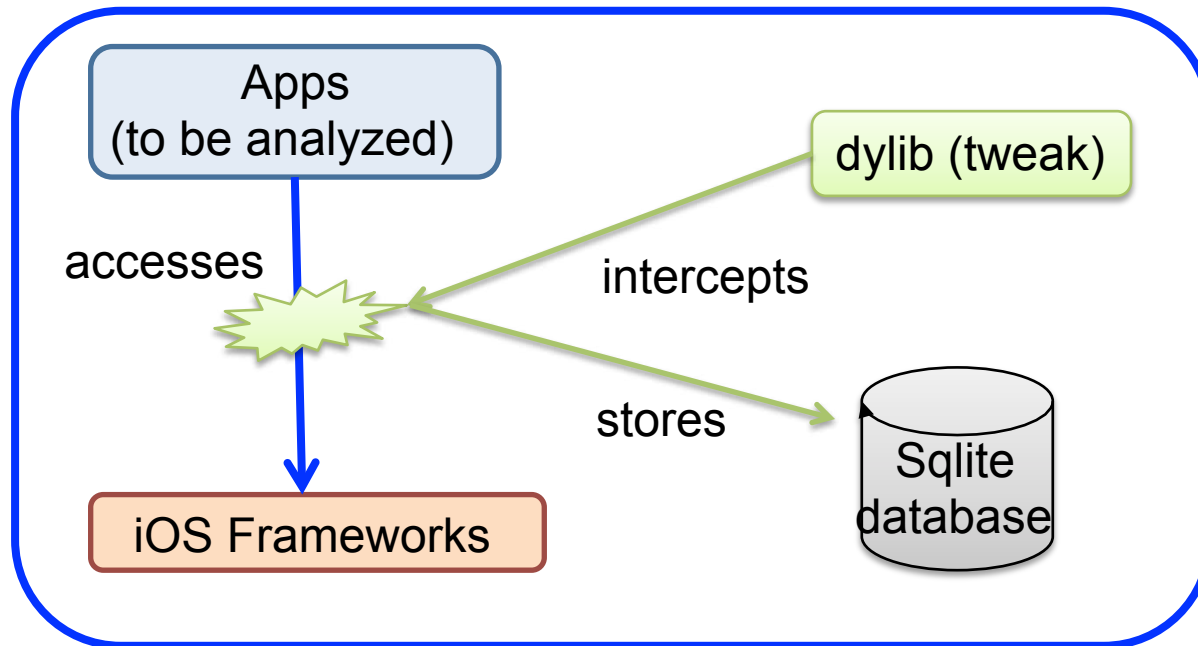 Apps
(to be analyzed)
dylib (tweak)
accesses
intercepts
stores
Sqlite
database
iOS Frameworks